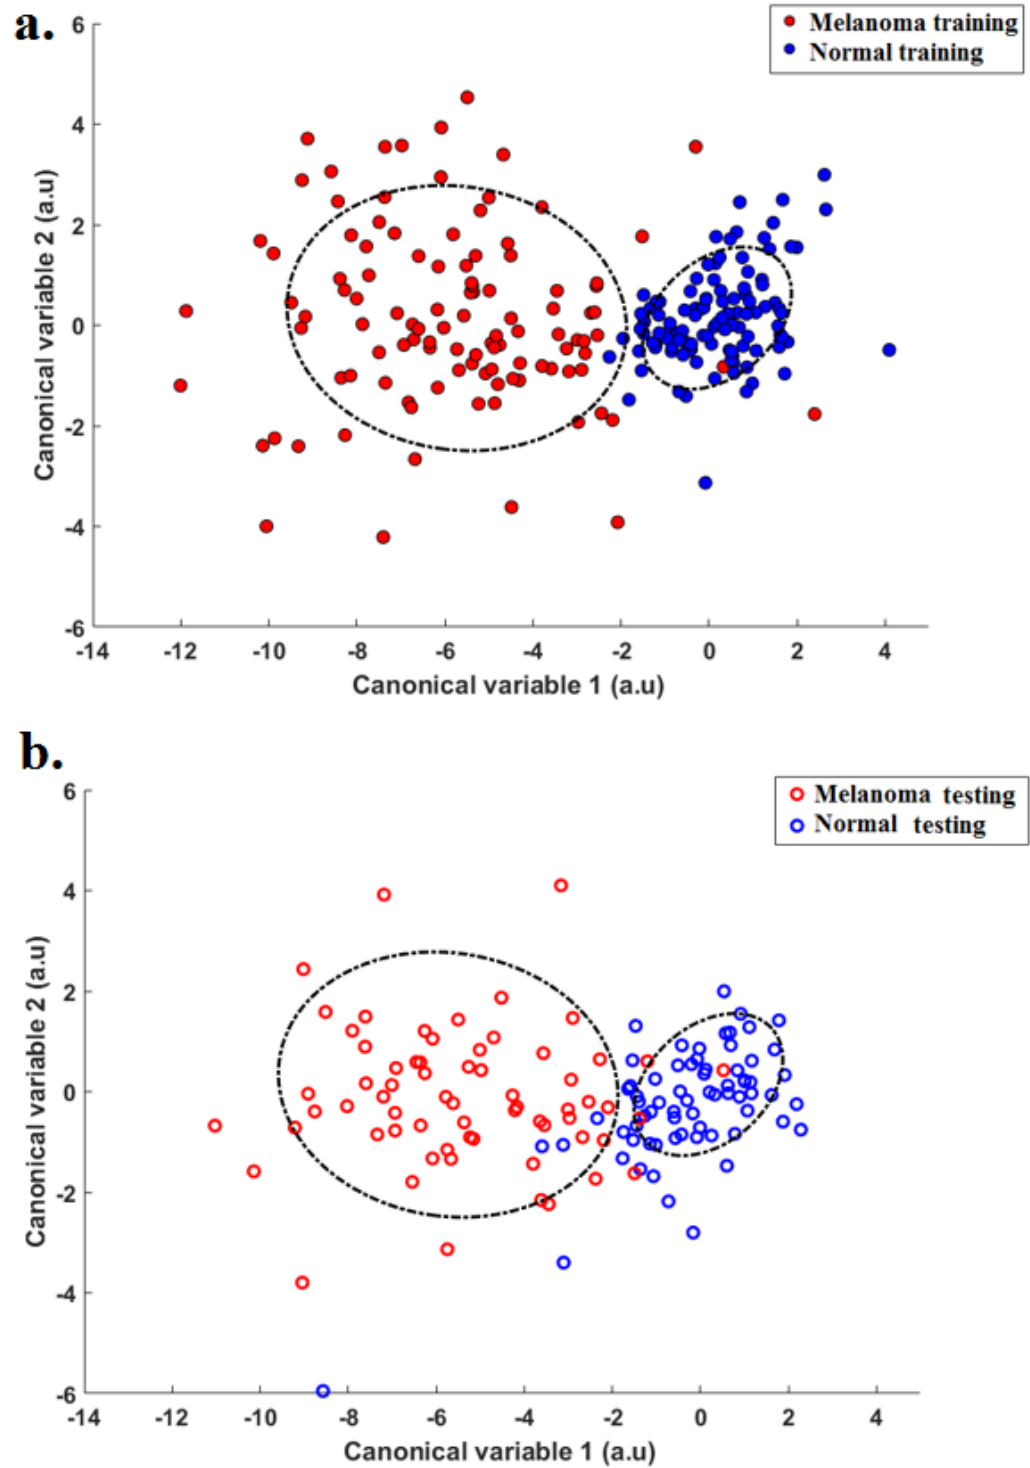 a.
Melanoma training
Normal training
6
4
2
0
-2
-4
-6
Canonical variable 2 (a.u)
-14 -12 -10 -8 -6 -4 -2 0 2 4
Canonical variable 1 (a.u)
b.
Melanoma testing
Normal testing
6
4
2
0
-2
-4
-6
Canonical variable 2 (a.u)
-14 -12 -10 -8 -6 -4 -2 0 2 4
Canonical variable 1 (a.u)